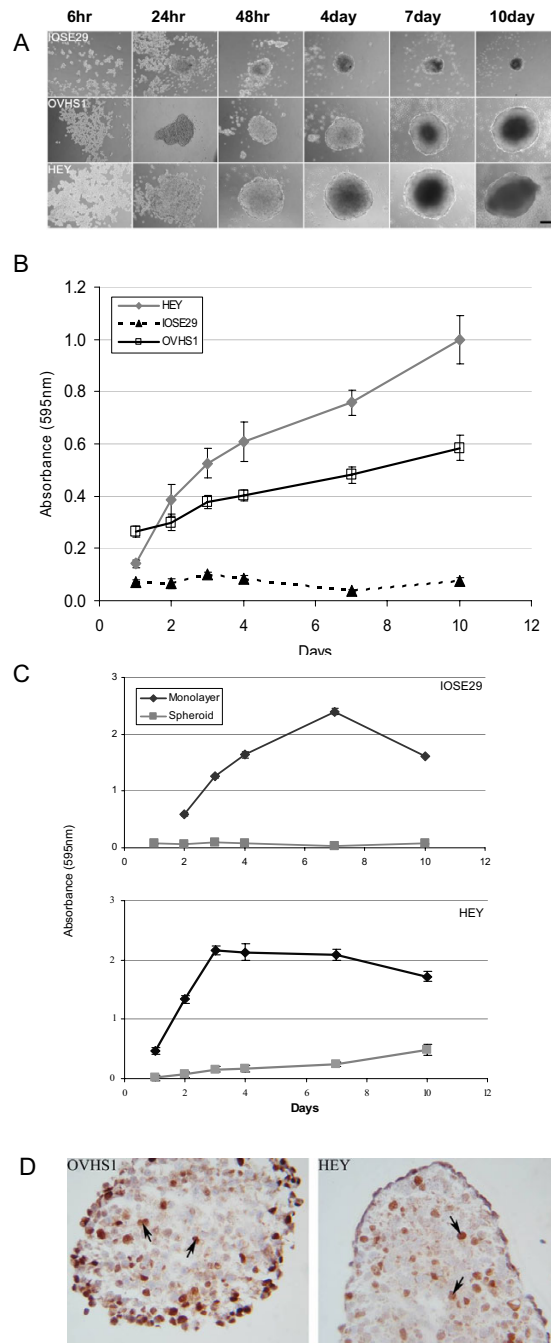 6hr 24hr 48hr 4day 7day 10day
A
IOSE29
OVHS1
HEY
B
1.2
1.0
0.8
0.6
0.4
0.2
0.0
HEY
IOSE29
OVHS1
Absorbance (595nm)
0 2 4 6 8 10 12
Days
C
3
2
1
0
Monolayer
Spheroid
IOSE29
0 2 4 6 8 10 12
Absorbance (595nm)
3
2
1
0
HEY
0 2 4 6 8 10 12
Days
D
OVHS1
HEY